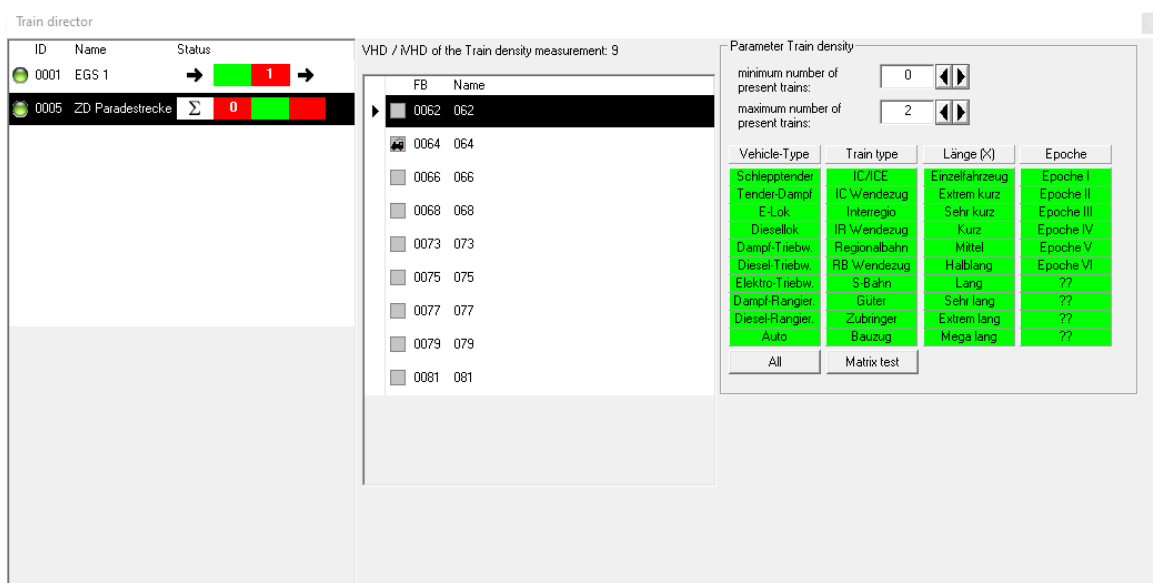 Train director
ID Name Status
0001 EGS 1 1
0005 ZD Paradestrecke Σ 0
VHD / iVHD of the Train density measurement: 9
FB Name
0062 062
0064 064
0066 066
0068 068
0073 073
0075 075
0077 077
0079 079
0081 081
Parameter Train density
minimum number of
present trains: 0
maximum number of
present trains: 2
Vehicle-Type Train type Länge (X) Epoche
Schlepptender IC/ICE Einzelfahrzeug Epoche I
Tender-Dampf IC Wendezug Extrem kurz Epoche II
E-Lok Interregio Sehr kurz Epoche III
Diesellok IR Wendezug Kurz Epoche IV
Dampf-Triebw. Regionalbahn Mittel Epoche V
Diesel-Triebw. RB Wendezug Halblang Epoche VI
Elektro-Triebw. S-Bahn Lang ??
Dampf-Rangier. Güter Sehr lang ??
Diesel-Rangier. Zubringer Extrem lang ??
Auto Bauzug Mega lang ??
All Matrix test